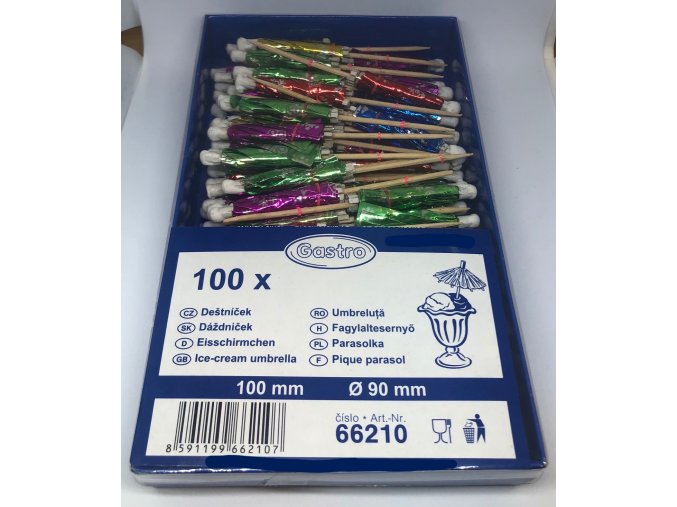 Gastro
100 x
CZ Deštníček
SK Dáždniček
D Eisschirmchen
GB Ice-cream umbrella
RO Umbreluţă
H Fagylaltesernyő
PL Parasolka
F Pique parasol
100 mm Ø 90 mm
číslo • Art.-Nr.
66210
8 591199 662107